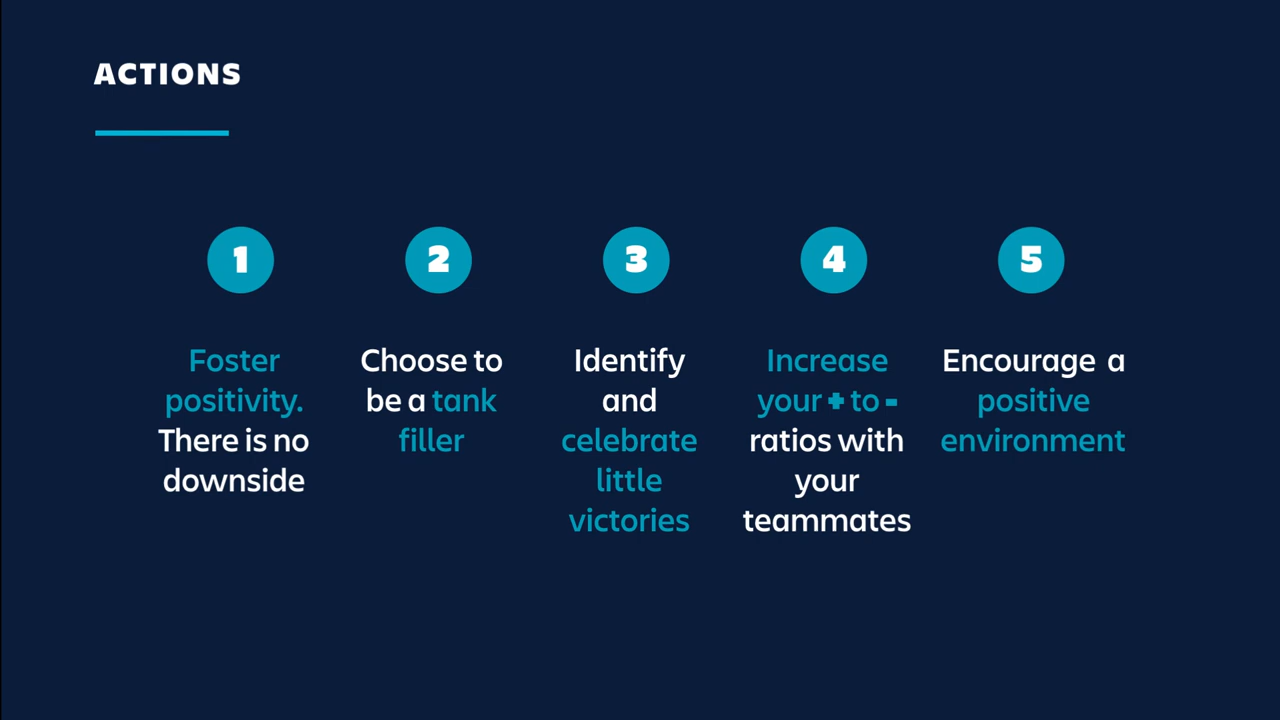 ACTIONS
1
Foster
positivity.
There is no
downside
2
Choose to
be a tank
filler
3
Identify
and
celebrate
little
victories
4
Increase
your + to -
ratios with
your
teammates
5
Encourage a
positive
environment